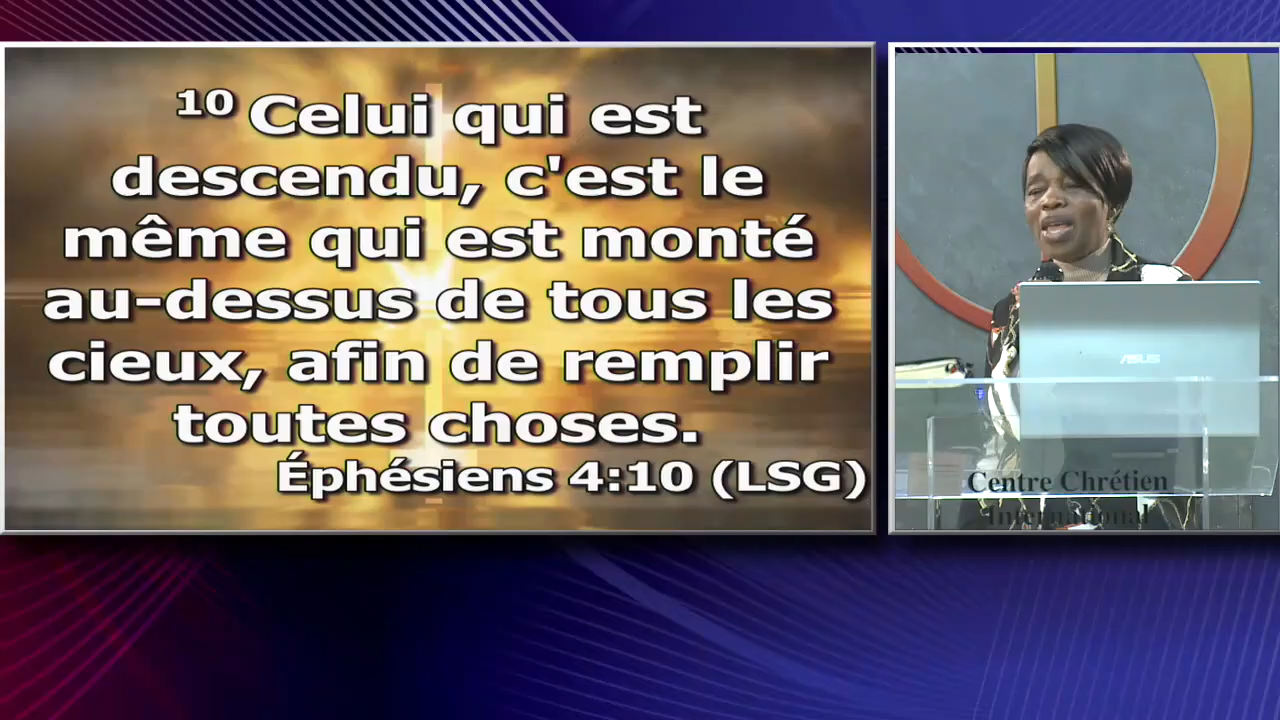 10 Celui qui est
descendu, c'est le
même qui est monté
au-dessus de tous les
cieux, afin de remplir
toutes choses.
Éphésiens 4:10 (LSG)
ASUS
Centre Chrétien
International